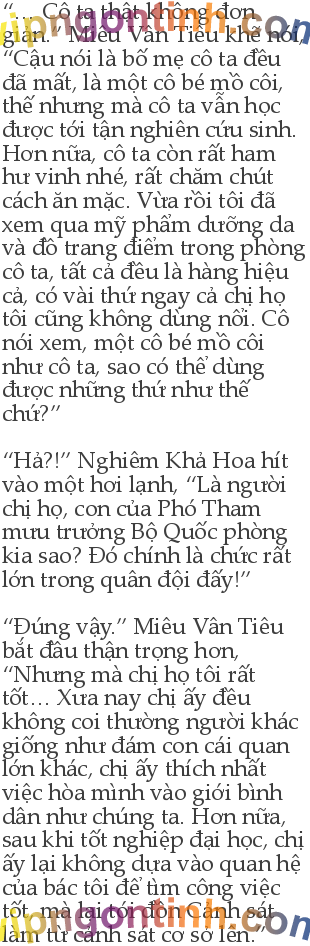 “… Cô ta thật không đơn
giản.” Miêu Vân Tiêu khẽ nói,
“Cậu nói là bố mẹ cô ta đều
đã mất, là một cô bé mồ côi,
thế nhưng mà cô ta vẫn học
được tới tận nghiên cứu sinh.
Hơn nữa, cô ta còn rất ham
hư vinh nhé, rất chăm chút
cách ăn mặc. Vừa rồi tôi đã
xem qua mỹ phẩm dưỡng da
và đồ trang điểm trong phòng
cô ta, tất cả đều là hàng hiệu
cả, có vài thứ ngay cả chị họ
tôi cũng không dùng nổi. Cô
nói xem, một cô bé mồ côi
như cô ta, sao có thể dùng
được những thứ như thế
chứ?”
“Hả?!” Nghiêm Khả Hoa hít
vào một hơi lạnh, “Là người
chị họ, con của Phó Tham
mưu trưởng Bộ Quốc phòng
kia sao? Đó chính là chức rất
lớn trong quân đội đấy!”
“Đúng vậy.” Miêu Vân Tiêu
bắt đầu thận trọng hơn,
“Nhưng mà chị họ tôi rất
tốt… Xưa nay chị ấy đều
không coi thường người khác
giống như đám con cái quan
lớn khác, chị ấy thích nhất
việc hòa mình vào giới bình
dân như chúng ta. Hơn nữa,
sau khi tốt nghiệp đại học, chị
ấy lại không dựa vào quan hệ
của bác tôi để tìm công việc
tốt, mà lại tới đồn Cảnh sát
làm từ cảnh sát cơ sở lên.”
vipngontinh.com
vipngontinh.com